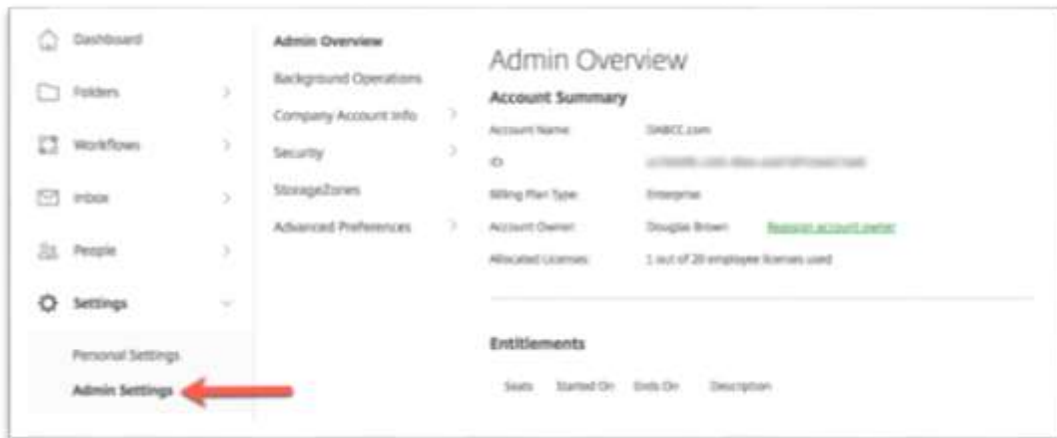 Dashboard
Folders
Workflows
Inbox
People
Settings
Personal Settings
Admin Settings
Admin Overview
Background Operations
Company Account Info
Security
StorageZones
Advanced Preferences
Admin Overview
Account Summary
Account Name: DABCC.com
ID:
Billing Plan Type: Enterprise
Account Owner: Douglas Brown Reassign account owner
Allocated Licenses: 1 out of 20 employee licenses used
Entitlements
Seats Started On Ends On Description